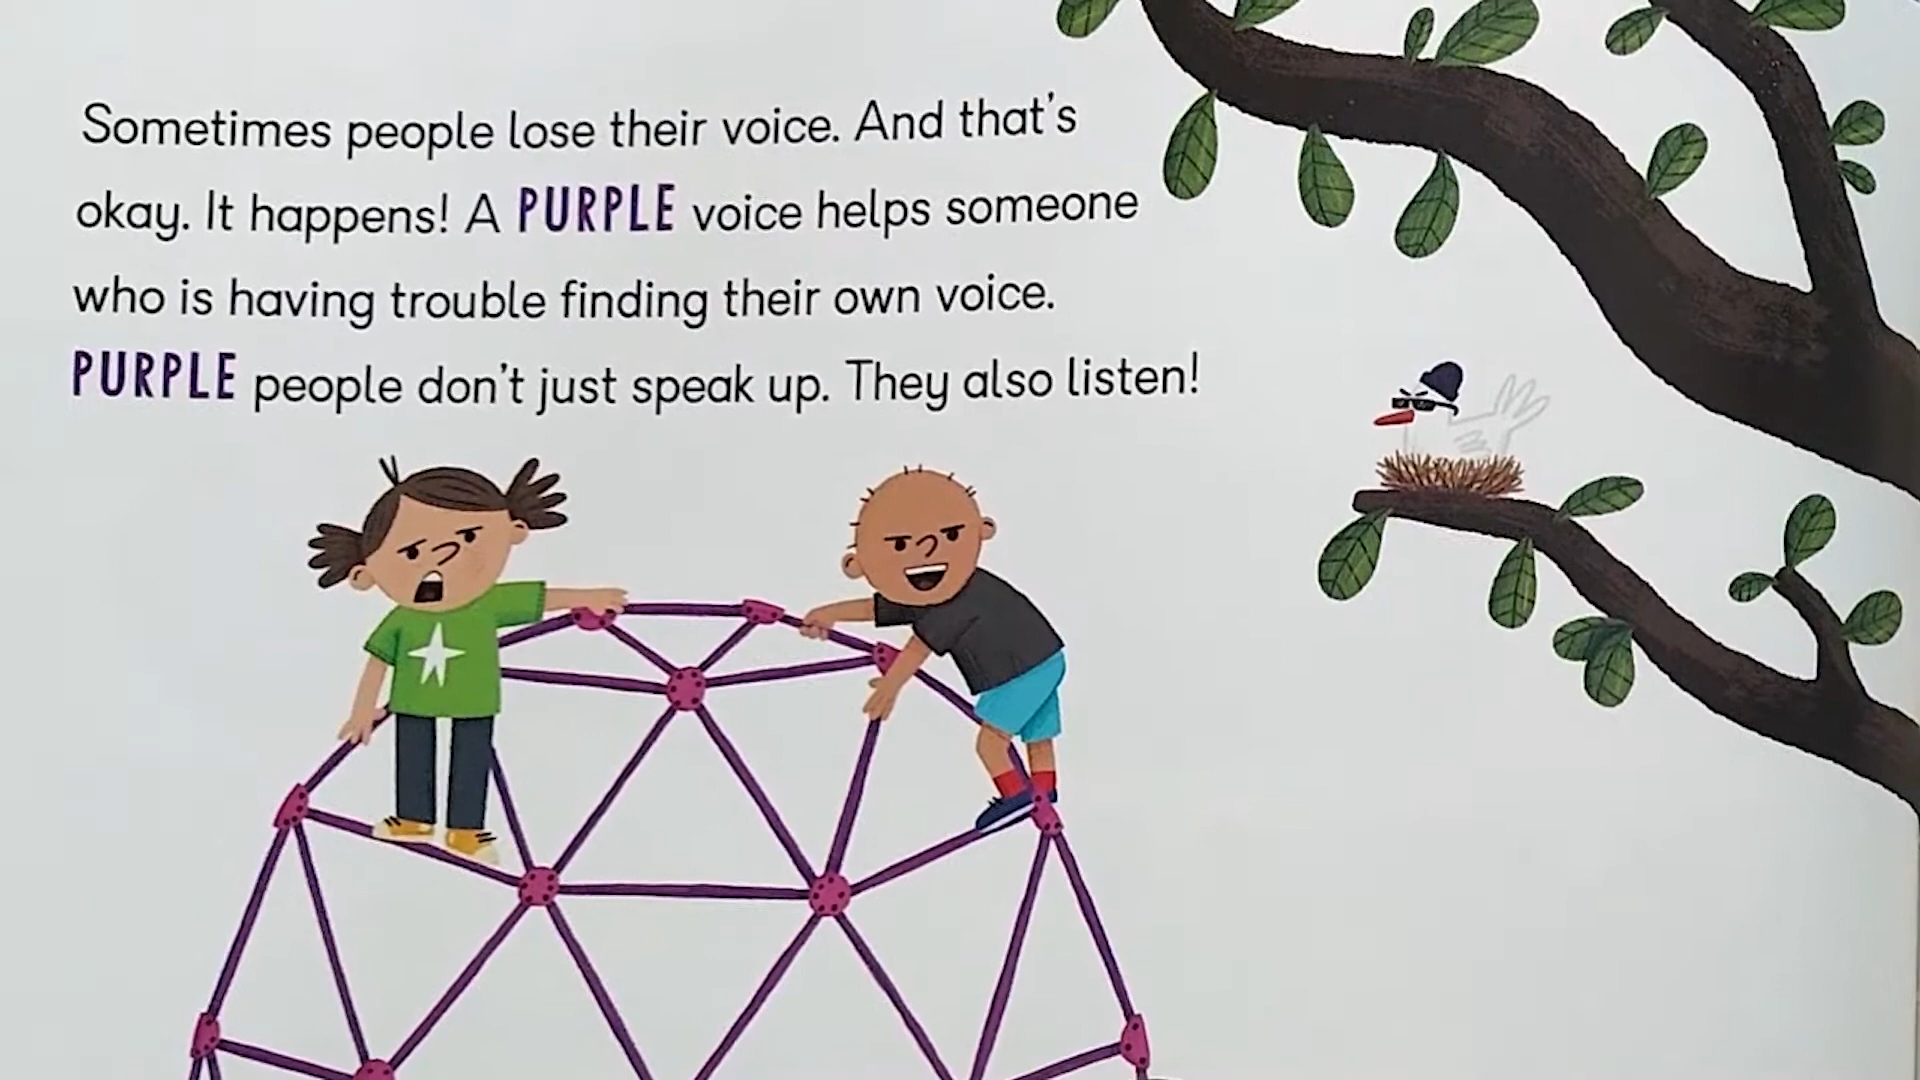 Sometimes people lose their voice. And that's
okay. It happens! A PURPLE voice helps someone
who is having trouble finding their own voice.
PURPLE people don't just speak up. They also listen!